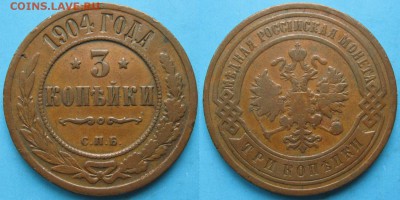 COINS.LAVE.RU
1904 ГОДА
★ 3 ★
КОПѢЙКИ
С.П.Б.
МѢДНАЯ РОССІЙСКАЯ МОНЕТА
ТРИ КОПѢЙКИ